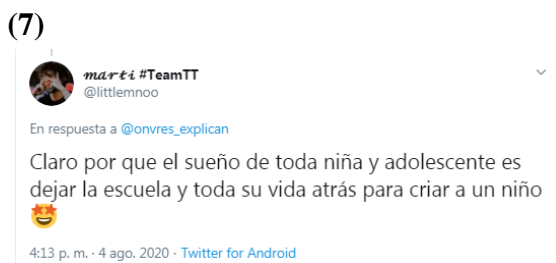 (7)
marti #TeamTT
@littlemnoo
En respuesta a @onvres_explican
Claro por que el sueño de toda niña y adolescente es
dejar la escuela y toda su vida atrás para criar a un niño
🤩
4:13 p. m. · 4 ago. 2020 · Twitter for Android